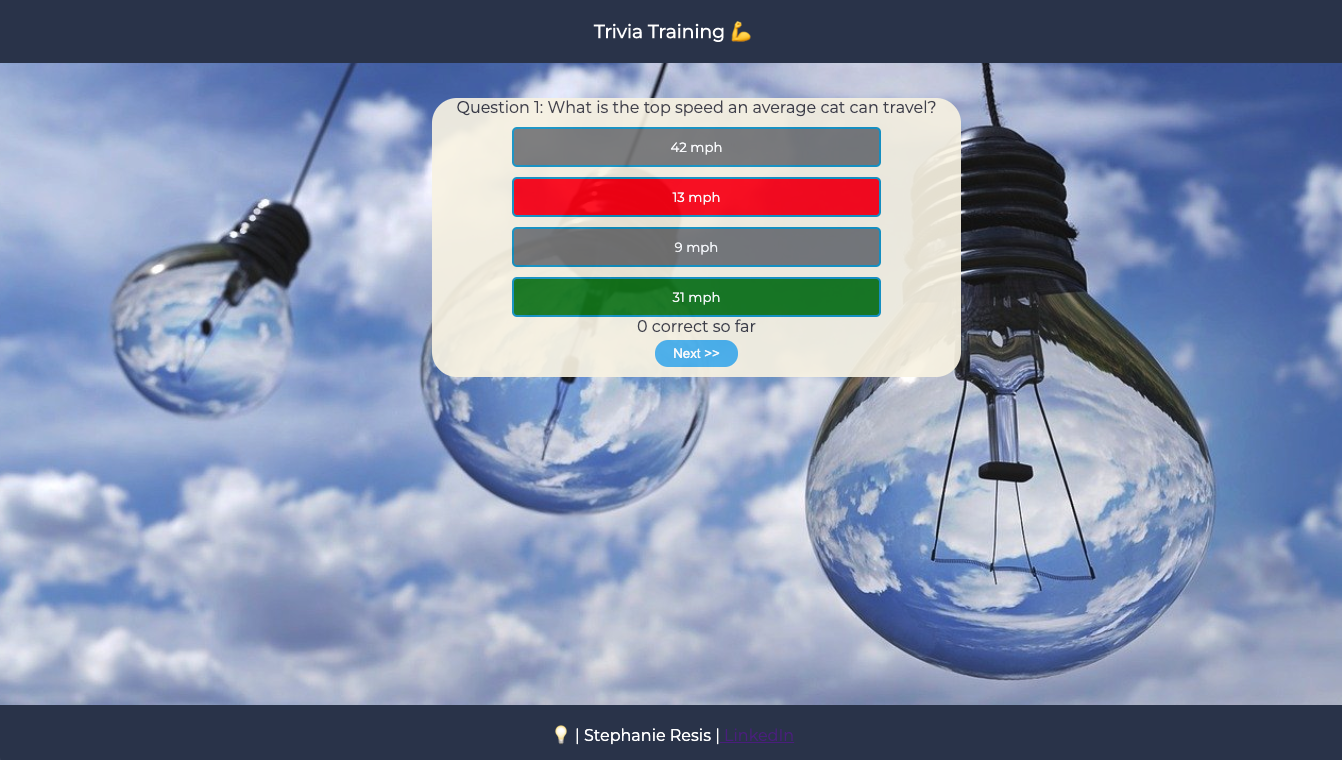 Trivia Training 💪
Question 1: What is the top speed an average cat can travel?
42 mph
13 mph
9 mph
31 mph
0 correct so far
Next >>
💡 | Stephanie Resis | LinkedIn